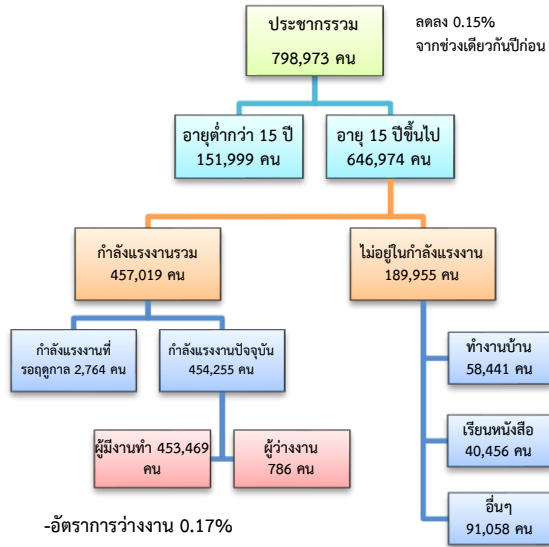 ประชากรรวม
798,973 คน
ลดลง 0.15%
จากช่วงเดียวกันปีก่อน
อายุต่ำกว่า 15 ปี
151,999 คน
อายุ 15 ปีขึ้นไป
646,974 คน
กำลังแรงงานรวม
457,019 คน
ไม่อยู่ในกำลังแรงงาน
189,955 คน
กำลังแรงงานที่
รอฤดูกาล 2,764 คน
กำลังแรงงานปัจจุบัน
454,255คน
ทำงานบ้าน
58,441 คน
ผู้มีงานทำ 453,469
คน
ผู้ว่างงาน
786 คน
เรียนหนังสือ
40,456 คน
อื่นๆ
91,058 คน
-อัตราการว่างงาน 0.17%